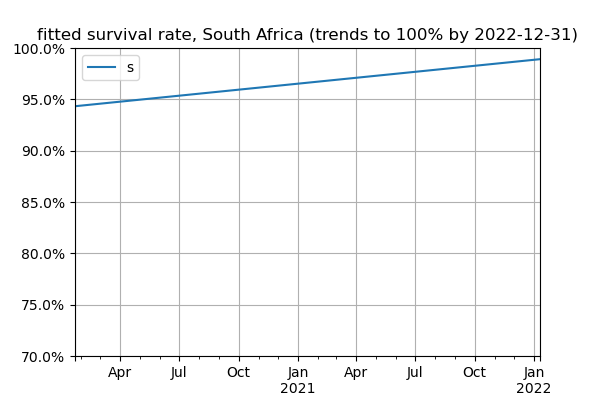 fitted survival rate, South Africa (trends to 100% by 2022-12-31)
100.0%
s
95.0%
90.0%
85.0%
80.0%
75.0%
70.0%
Apr Jul Oct Jan Apr Jul Oct Jan
2021 2022